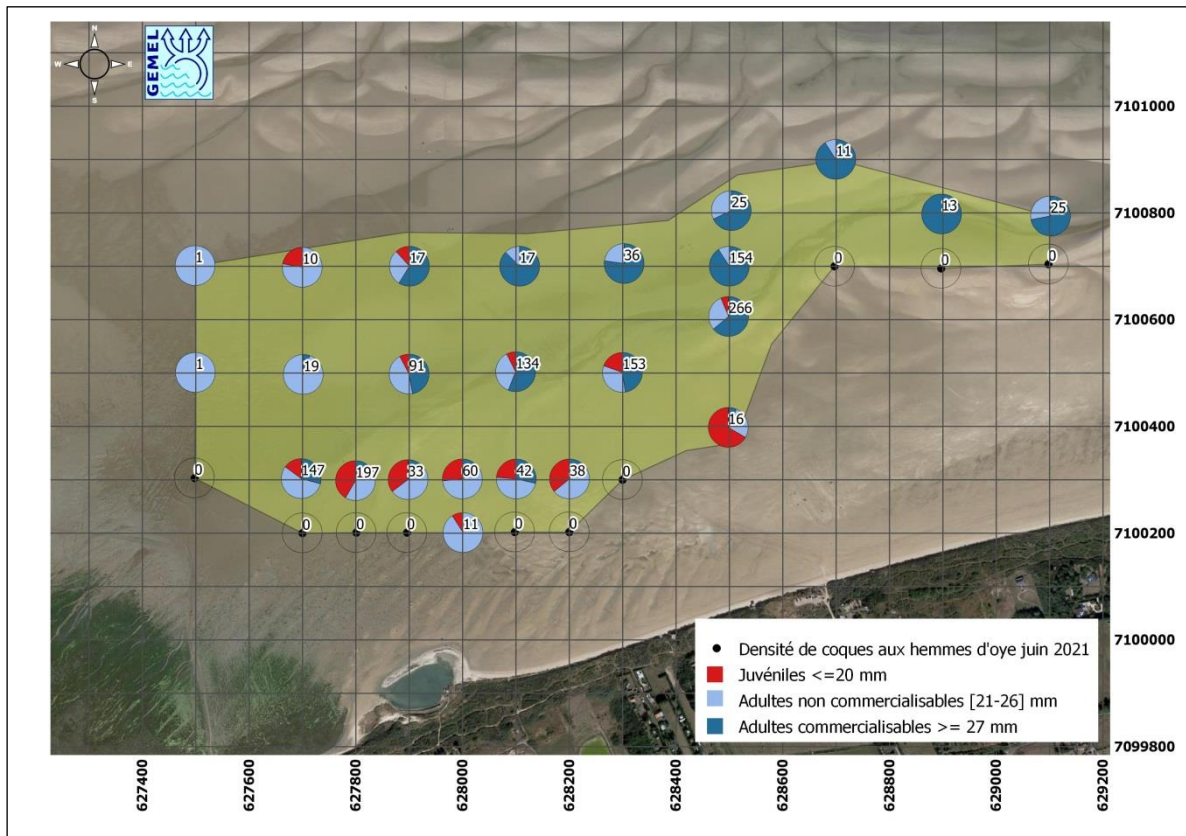 N
W E
S
GEMEL
7101000
11
25 13 25
7100800
1 10 17 17 36 154 0 0 0
266
7100600
1 19 91 134 153
16
7100400
0 147 197 33 60 42 38 0
0 0 0 11 0 0
7100200
Densité de coques aux hemmes d'oye juin 2021
Juvéniles <=20 mm
Adultes non commercialisables [21-26] mm
Adultes commercialisables >= 27 mm
7100000
7099800
627400 627600 627800 628000 628200 628400 628600 628800 629000 629200